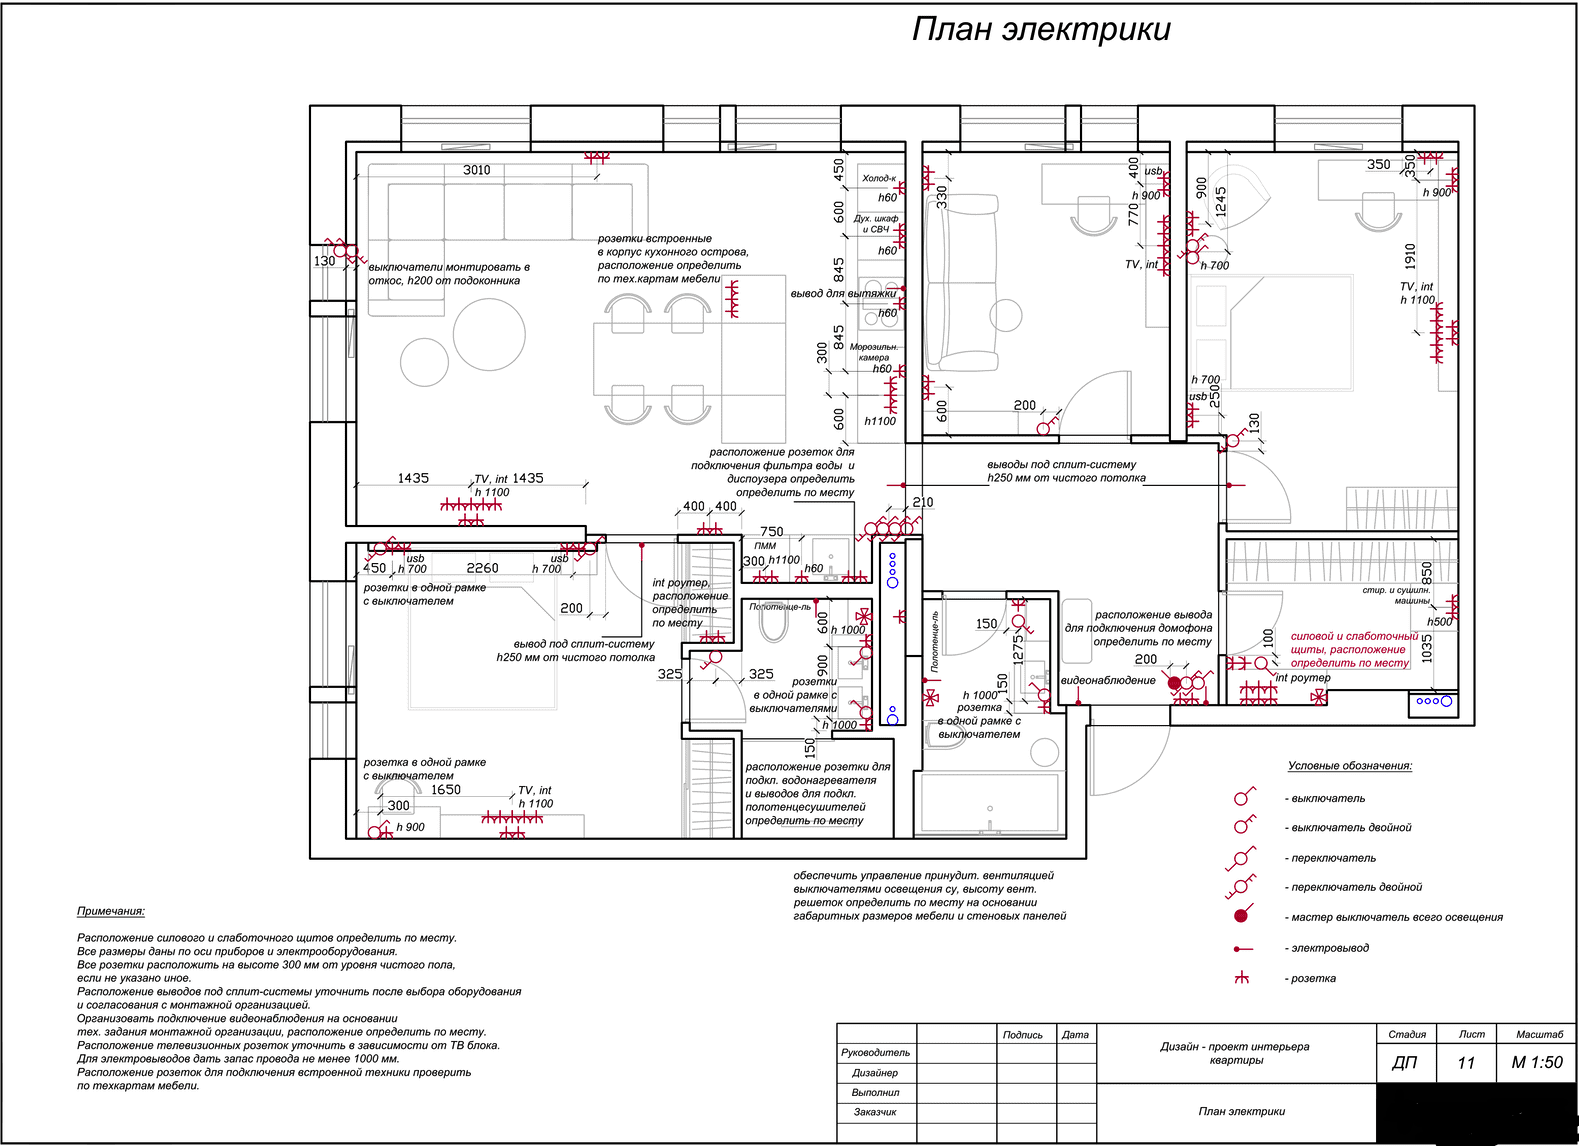 План электрики
3010
130
выключатели монтировать в
откос, h200 от подоконника
розетки встроенные
в корпус кухонного острова,
расположение определить
по тех.картам мебели
450
600
845
845
300
600
Холод-к
h60
Дух. шкаф
и СВЧ
h60
вывод для вытяжки
h60
Морозильн.
камера
h60
h1100
330
600
200
400
usb
h 900
770
TV, int
900
1245
h 700
350
350
h 900
1910
TV, int
h 1100
h 700
usb
250
130
расположение розеток для
подключения фильтра воды и
диспоузера определить
определить по месту
выводы под сплит-систему
h250 мм от чистого потолка
1435
TV, int
1435
h 1100
400
400
210
750
ПММ
h1100
300
h60
450
usb
h 700
2260
usb
h 700
розетки в одной рамке
с выключателем
200
int роутер,
расположение
определить
по месту
вывод под сплит-систему
h250 мм от чистого потолка
Полотенце-ль
600
h 1000
900
325
325
розетки
в одной рамке с
выключателями
h 1000
150
Полотенце-ль
150
1275
150
h 1000
розетка
в одной рамке с
выключателем
расположение вывода
для подключения домофона
определить по месту
200
видеонаблюдение
100
силовой и слаботочный
щиты, расположение
определить по месту
int роутер
850
стир. и сушилн.
машины
h500
1035
розетка в одной рамке
с выключателем
1650
300
TV, int
h 1100
h 900
расположение розетки для
подкл. водонагревателя
и выводов для подкл.
полотенцесушителей
определить по месту
обеспечить управление принудит. вентиляцией
выключателями освещения су, высоту вент.
решеток определить по месту на основании
габаритных размеров мебели и стеновых панелей
Условные обозначения:
- выключатель
- выключатель двойной
- переключатель
- переключатель двойной
- мастер выключатель всего освещения
- электровывод
- розетка
Примечания:
Расположение силового и слаботочного щитов определить по месту.
Все размеры даны по оси приборов и электрооборудования.
Все розетки расположить на высоте 300 мм от уровня чистого пола,
если не указано иное.
Расположение выводов под сплит-системы уточнить после выбора оборудования
и согласования с монтажной организацией.
Организовать подключение видеонаблюдения на основании
тех. задания монтажной организации, расположение определить по месту.
Расположение телевизионных розеток уточнить в зависимости от ТВ блока.
Для электровыводов дать запас провода не менее 1000 мм.
Расположение розеток для подключения встроенной техники проверить
по техкартам мебели.
Подпись
Дата
Руководитель
Дизайнер
Выполнил
Заказчик
Дизайн - проект интерьера
квартиры
План электрики
Стадия
Лист
Масштаб
ДП
11
М 1:50